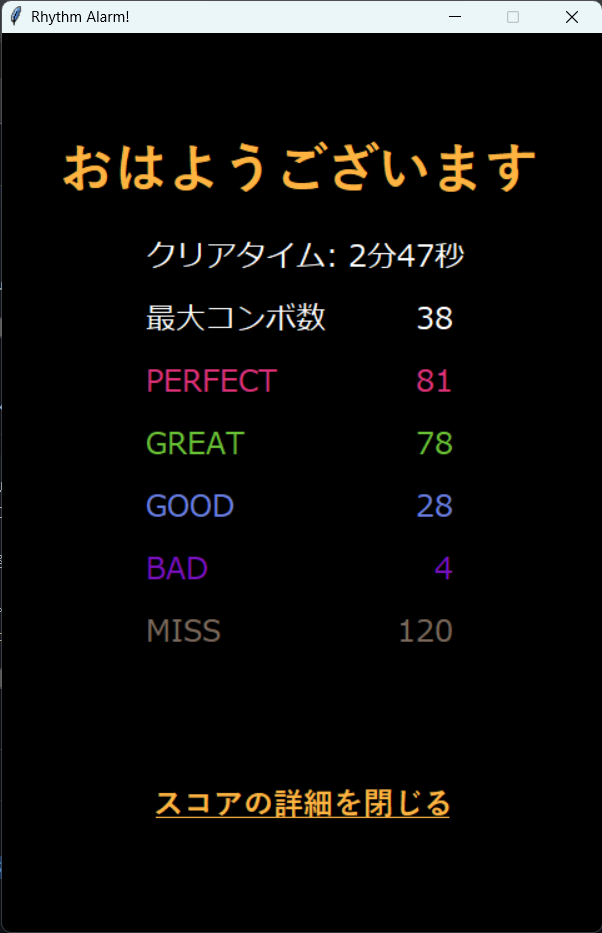 Rhythm Alarm!
おはようございます
クリアタイム: 2分47秒
最大コンボ数 38
PERFECT 81
GREAT 78
GOOD 28
BAD 4
MISS 120
スコアの詳細を閉じる